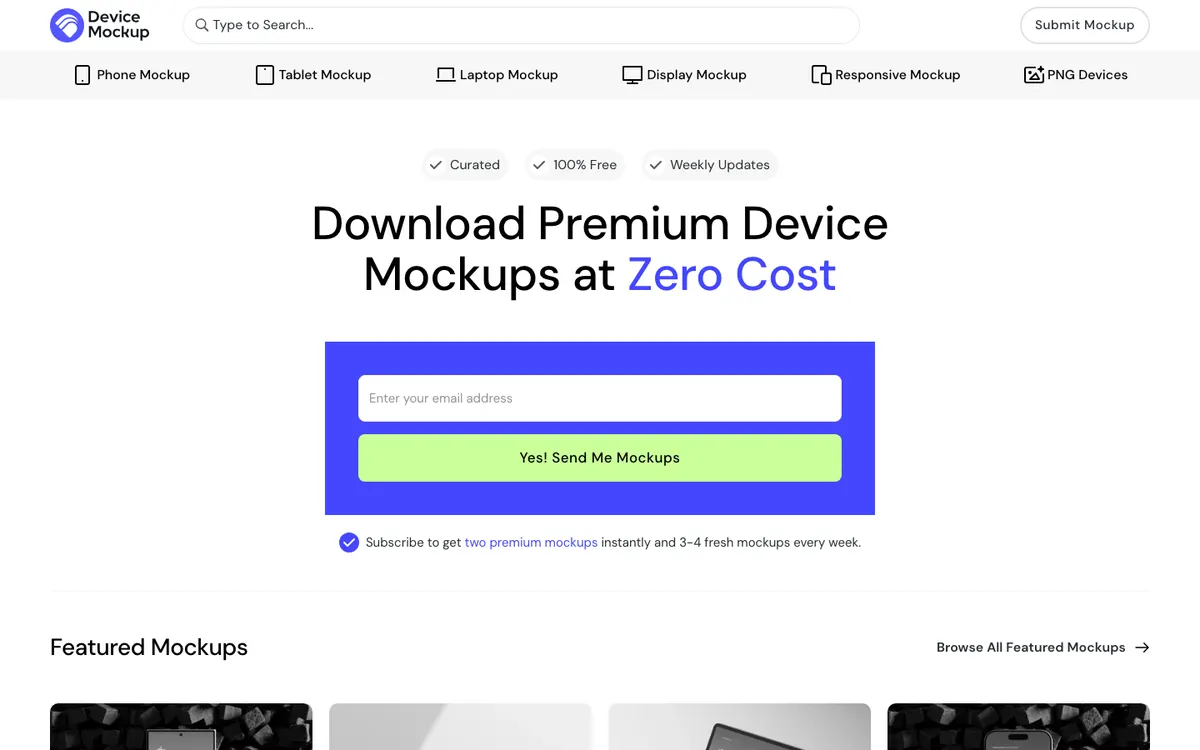 Device
Mockup
Type to Search...
Submit Mockup
Phone Mockup
Tablet Mockup
Laptop Mockup
Display Mockup
Responsive Mockup
PNG Devices
Curated
100% Free
Weekly Updates
Download Premium Device
Mockups at Zero Cost
Enter your email address
Yes! Send Me Mockups
Subscribe to get two premium mockups instantly and 3-4 fresh mockups every week.
Featured Mockups
Browse All Featured Mockups